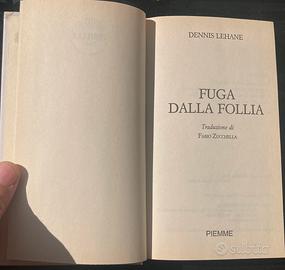 DENNIS LEHANE
FUGA
DALLA FOLLIA
Traduzione di
FABIO ZUCCHELLA
PIEMME
subito